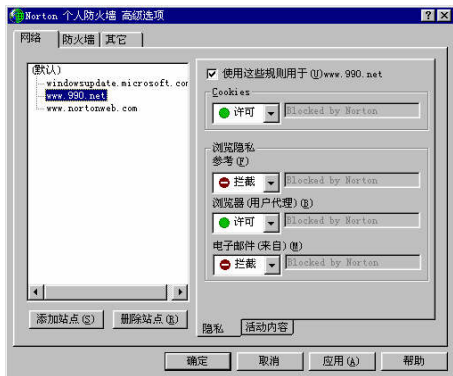 Norton 个人防火墙 高级选项
网络 防火墙 其它
(默认)
windowsupdate.microsoft.com
www.990.net
www.nortonweb.com
使用这些规则用于(U)www.990.net
Cookies
许可 Blocked by Norton
浏览隐私
参考(F)
拦截 Blocked by Norton
浏览器(用户代理)(B)
许可 Blocked by Norton
电子邮件(来自)(M)
拦截 Blocked by Norton
添加站点(S) 删除站点(R)
隐私 活动内容
确定 取消 应用(A) 帮助